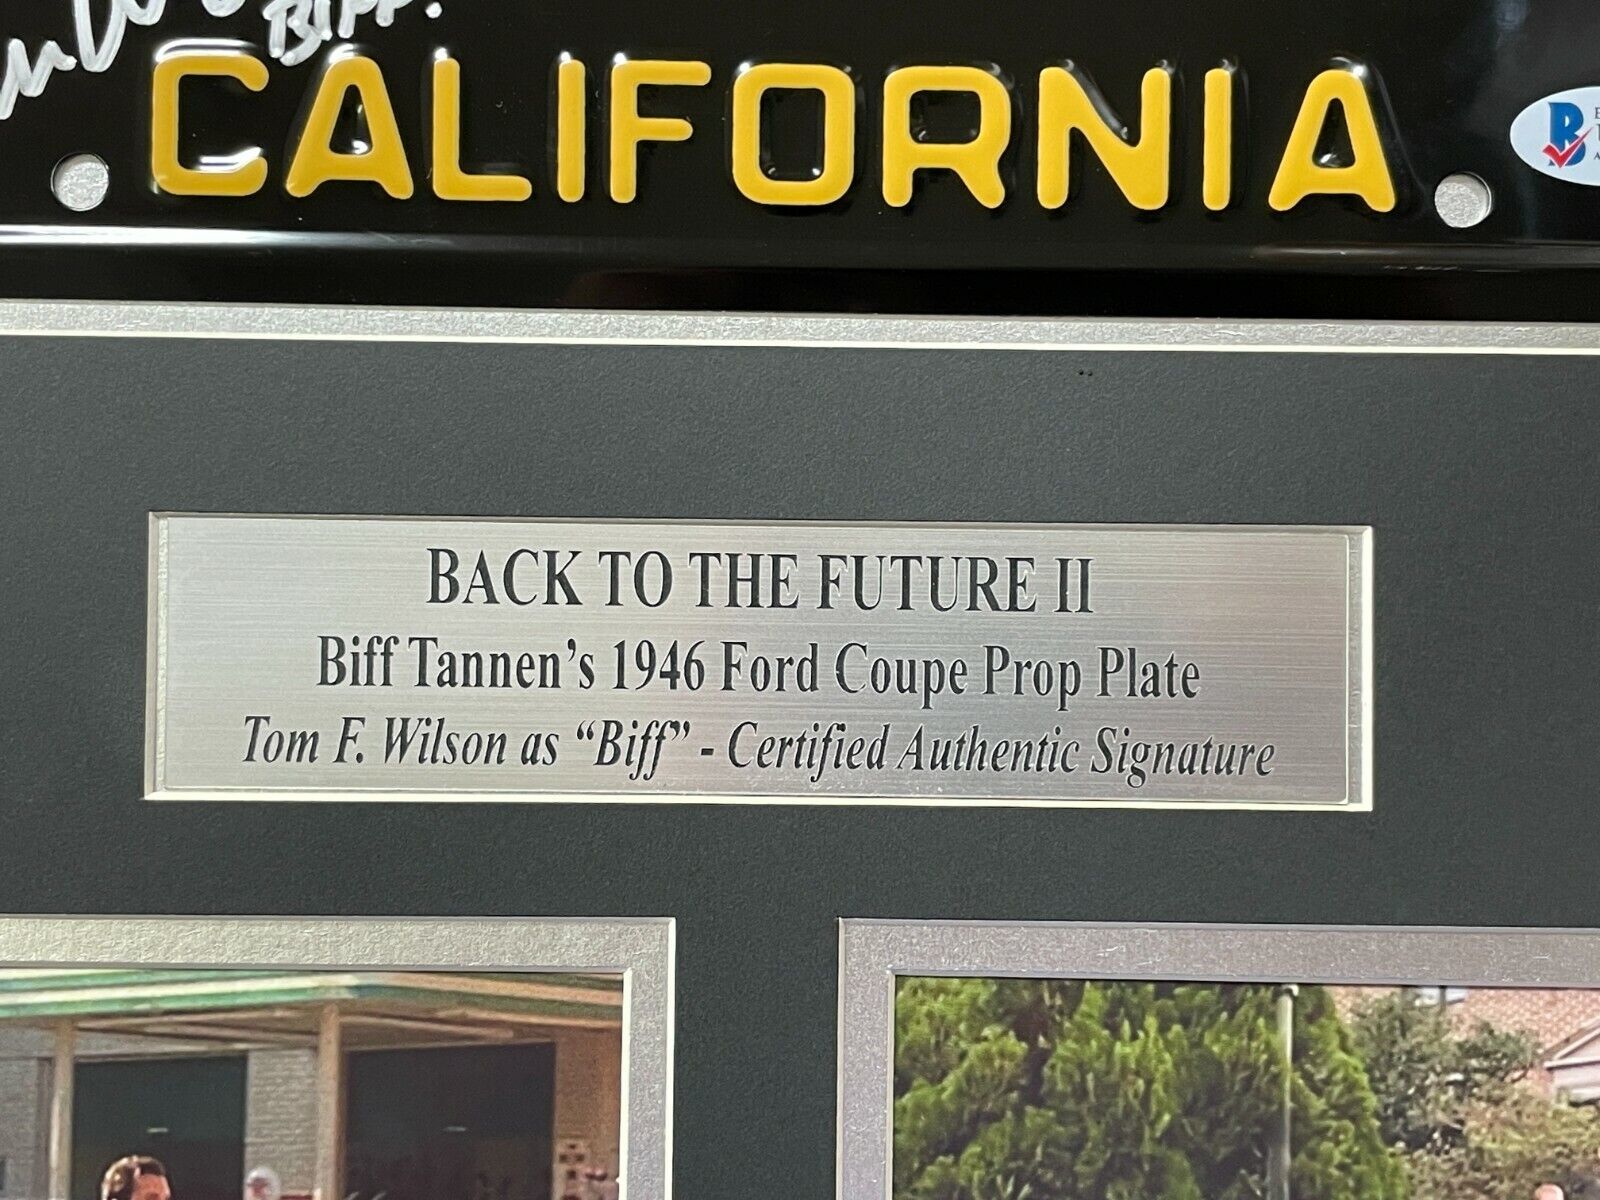 BIFF.
CALIFORNIA
B
BACK TO THE FUTURE II
Biff Tannen’s 1946 Ford Coupe Prop Plate
Tom F. Wilson as “Biff” - Certified Authentic Signature